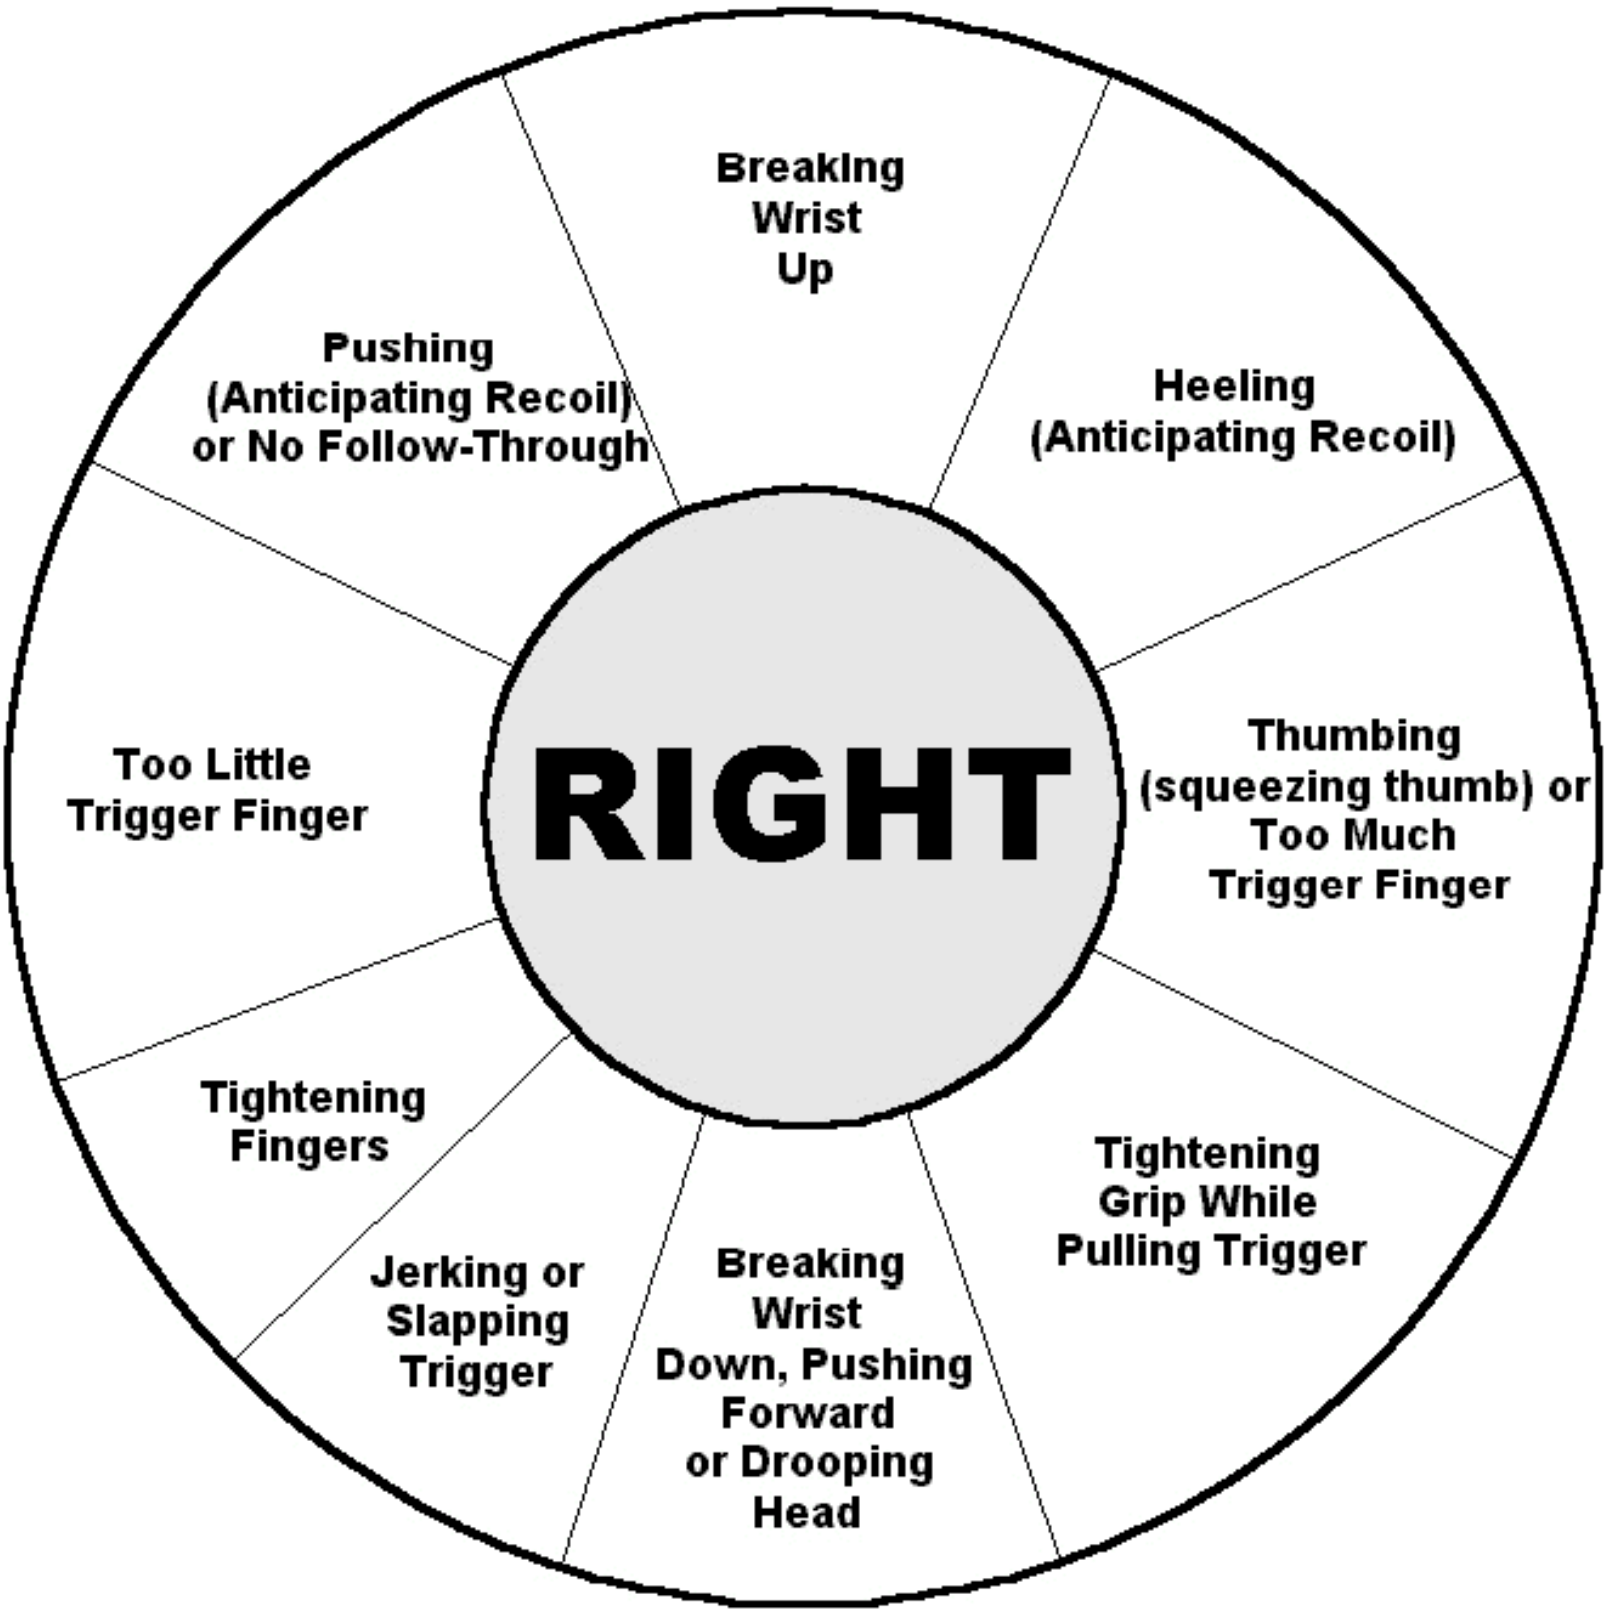 Breaking
Wrist
Up
Pushing
(Anticipating Recoil)
or No Follow-Through
Heeling
(Anticipating Recoil)
Too Little
Trigger Finger
RIGHT
Thumbing
(squeezing thumb) or
Too Much
Trigger Finger
Tightening
Fingers
Jerking or
Slapping
Trigger
Breaking
Wrist
Down, Pushing
Forward
or Drooping
Head
Tightening
Grip While
Pulling Trigger